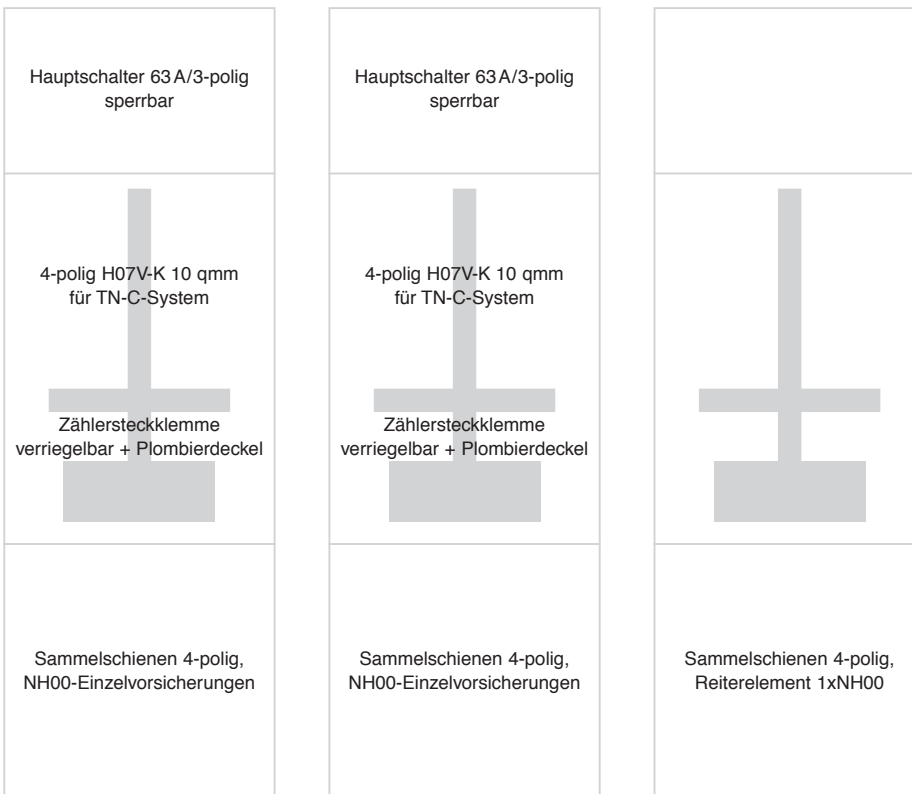 Hauptschalter 63 A/3-polig
sperrbar
4-polig H07V-K 10 qmm
für TN-C-System
Zählersteckklemme
verriegelbar + Plombierdeckel
Sammelschienen 4-polig,
NH00-Einzelvorsicherungen
Hauptschalter 63 A/3-polig
sperrbar
4-polig H07V-K 10 qmm
für TN-C-System
Zählersteckklemme
verriegelbar + Plombierdeckel
Sammelschienen 4-polig,
NH00-Einzelvorsicherungen
Sammelschienen 4-polig,
Reiterelement 1xNH00